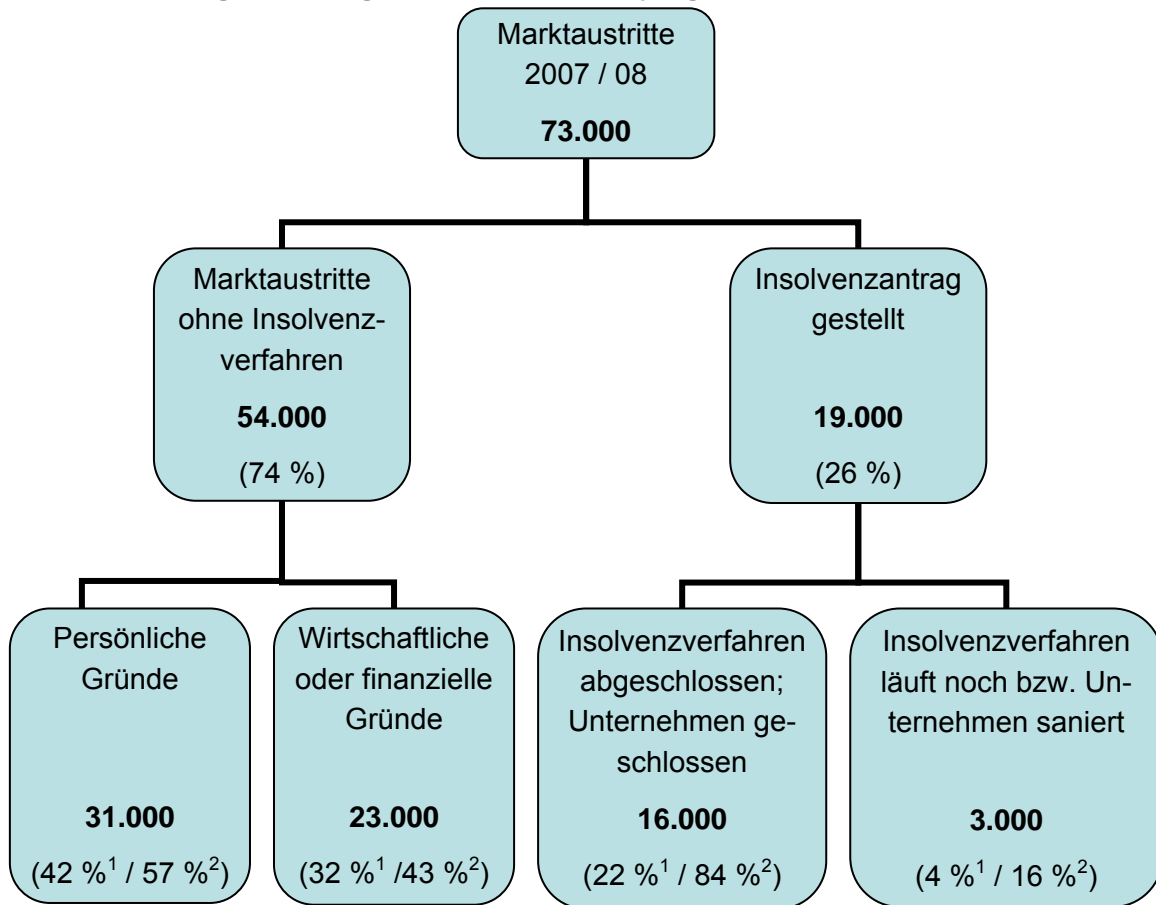 Marktaustritte
2007 / 08
73.000
Marktaustritte
ohne Insolvenz-
verfahren
54.000
(74 %)
Insolvenzantrag
gestellt
19.000
(26 %)
Persönliche
Gründe
31.000
(42 %¹ / 57 %²)
Wirtschaftliche
oder finanzielle
Gründe
23.000
(32 %¹ /43 %²)
Insolvenzverfahren
abgeschlossen;
Unternehmen ge-
schlossen
16.000
(22 %¹ / 84 %²)
Insolvenzverfahren
läuft noch bzw. Un-
ternehmen saniert
3.000
(4 %¹ / 16 %²)